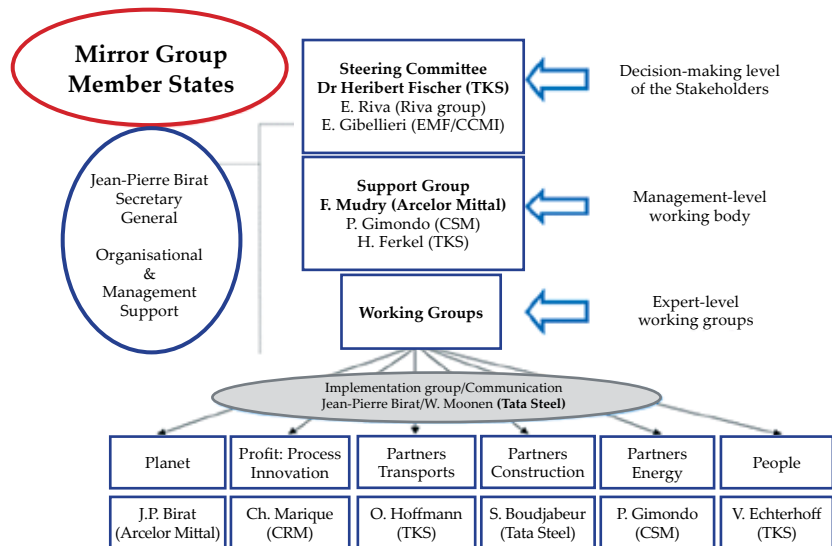 Mirror Group
Member States
Steering Committee
Dr Heribert Fischer (TKS)
E. Riva (Riva group)
E. Gibellieri (EMF/CCMI)
Decision-making level
of the Stakeholders
Jean-Pierre Birat
Secretary
General
Organisational
&
Management
Support
Support Group
F. Mudry (Arcelor Mittal)
P. Gimondo (CSM)
H. Ferkel (TKS)
Management-level
working body
Working Groups
Expert-level
working groups
Implementation group/Communication
Jean-Pierre Birat/W. Moonen (Tata Steel)
Planet
Profit: Process
Innovation
Partners
Transports
Partners
Construction
Partners
Energy
People
J.P. Birat
(Arcelor Mittal)
Ch. Marique
(CRM)
O. Hoffmann
(TKS)
S. Boudjabeur
(Tata Steel)
P. Gimondo
(CSM)
V. Echterhoff
(TKS)